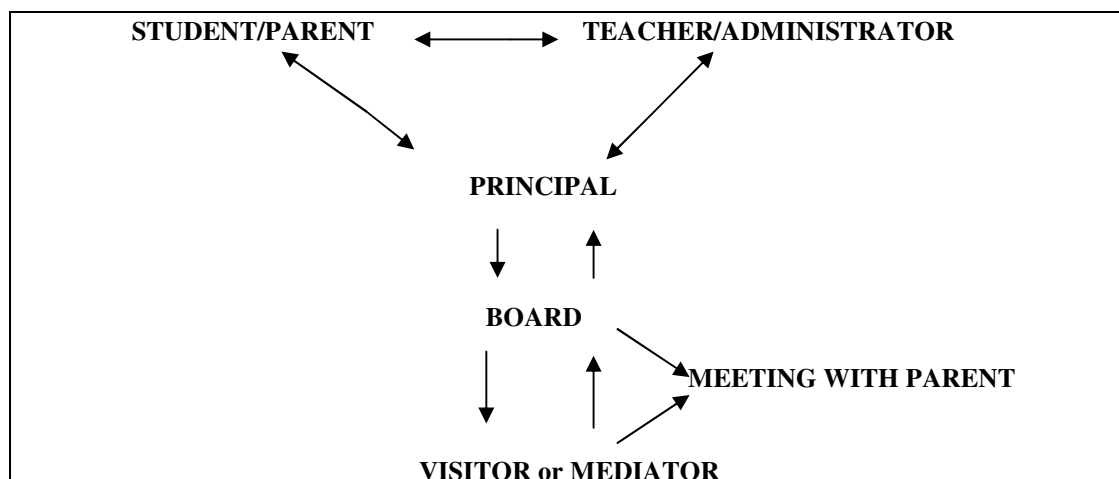 STUDENT/PARENT TEACHER/ADMINISTRATOR
PRINCIPAL
BOARD
MEETING WITH PARENT
VISITOR or MEDIATOR